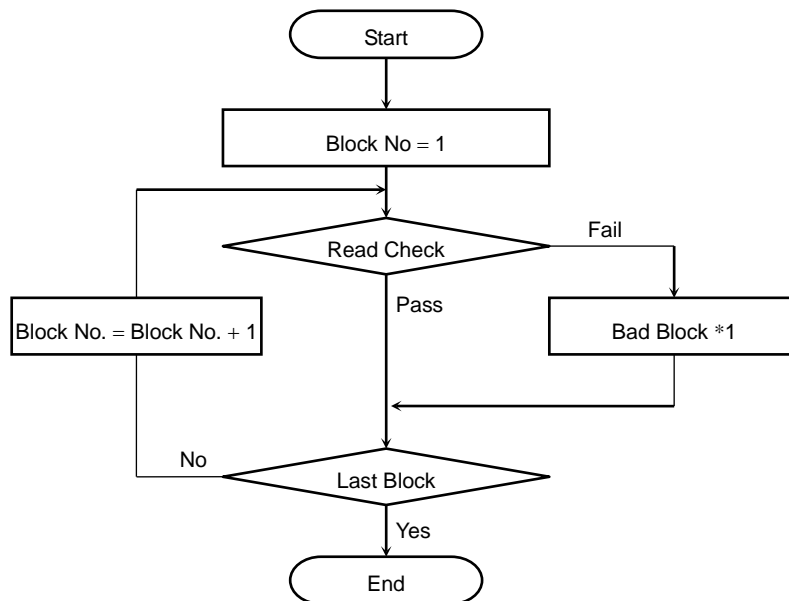 Start
Block No = 1
Read Check
Fail
Pass
Block No. = Block No. + 1
Bad Block *1
No
Last Block
Yes
End